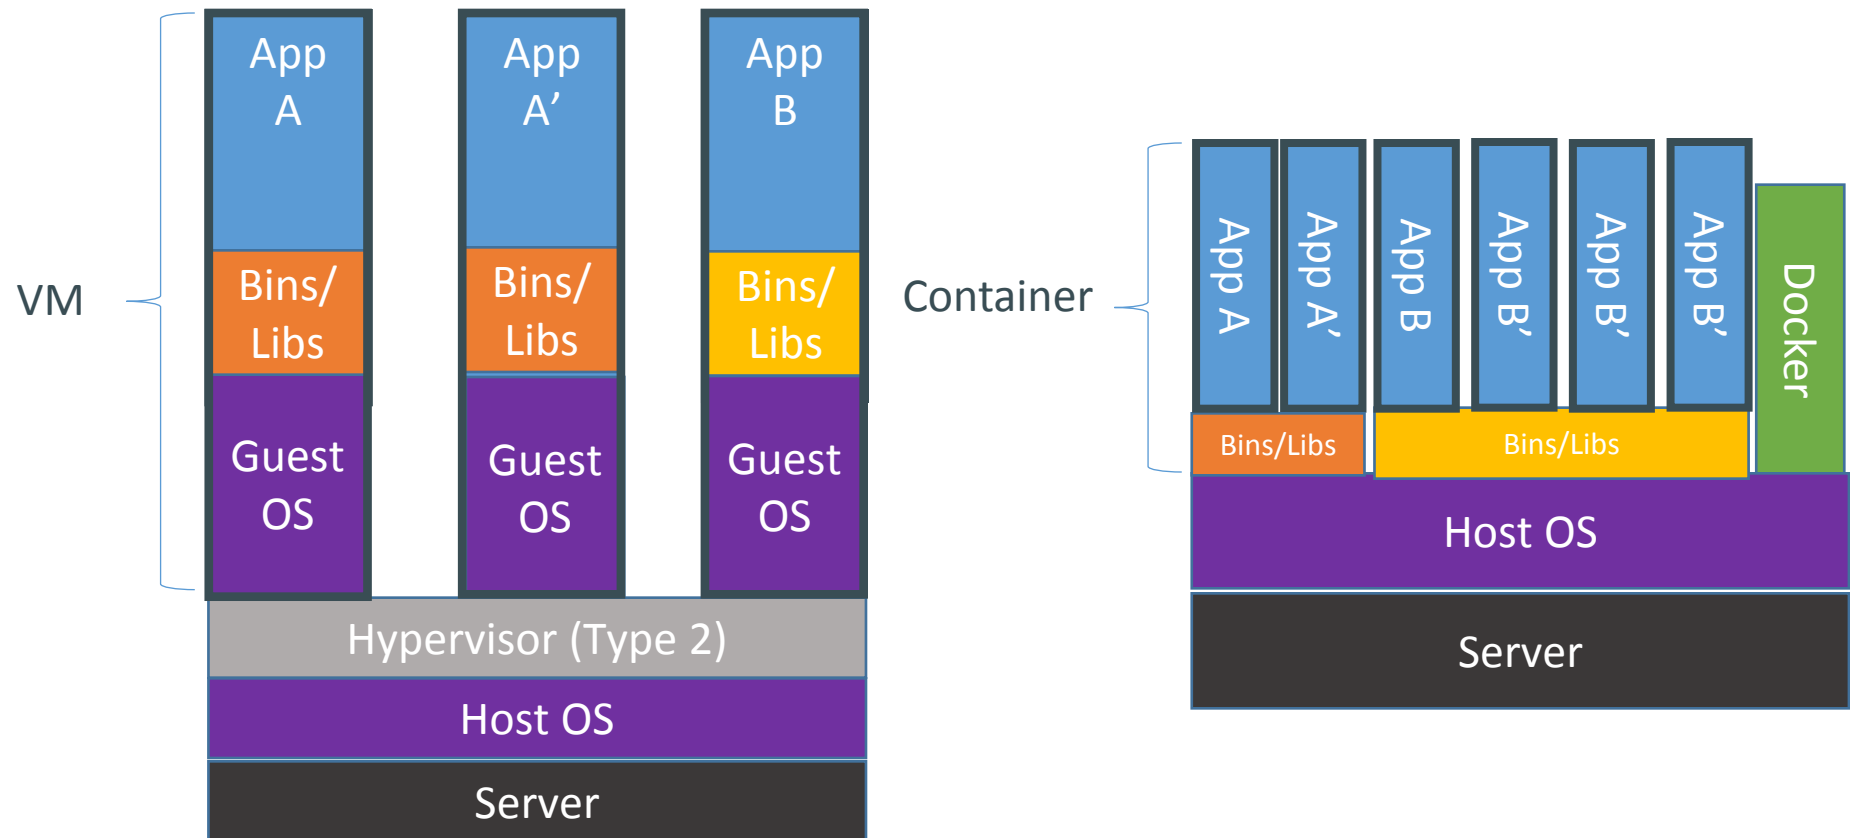 VM
App
A
Bins/
Libs
Guest
OS
App
A’
Bins/
Libs
Guest
OS
App
B
Bins/
Libs
Guest
OS
Hypervisor (Type 2)
Host OS
Server
Container
App A
App A’
App B
App B’
App B’
App B’
Docker
Bins/Libs
Bins/Libs
Host OS
Server